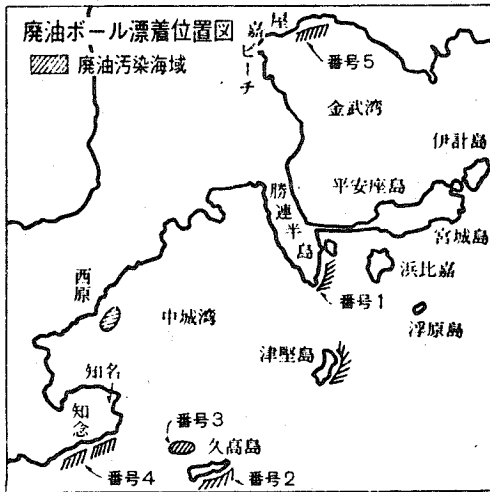 廃油ボール漂着位置図
廃油汚染海域
屋嘉ビーチ
番号5
金武湾
伊計島
平安座島
宮城島
勝連半島
浜比嘉
番号1
浮原島
西原
中城湾
津堅島
知名
知念
番号3
久高島
番号4
番号2